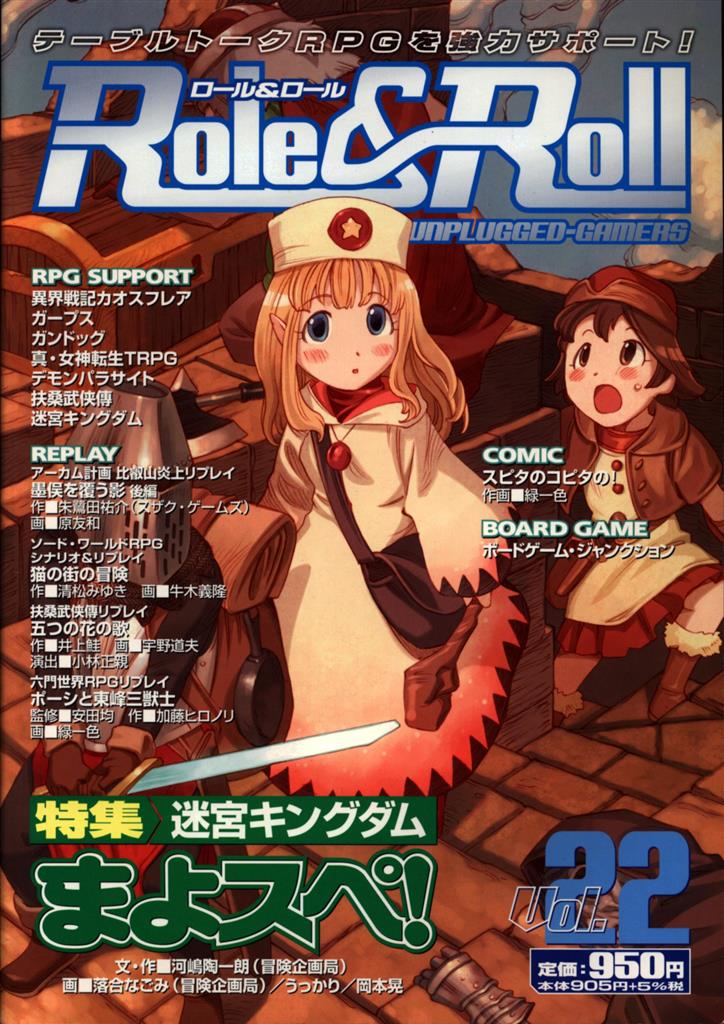 テーブルトークRPGを強力サポート!
ロール&ロール
Role&Roll
UNPLUGGED-GAMERS
RPG SUPPORT
異界戦記カオスフレア
ガープス
ガンドッグ
真・女神転生TRPG
デモンパラサイト
扶桑武侠傳
迷宮キングダム
REPLAY
アーカム計画 比叡山炎上リプレイ
墨俣を覆う影 後編
作■朱鷺田祐介(スザク・ゲームズ)
画■原友和
ソード・ワールドRPG
シナリオ&リプレイ
猫の街の冒険
作■清松みゆき 画■牛木義隆
扶桑武侠傳リプレイ
五つの花の歌
作■井上鮭 画■宇野道夫
演出■小林正親
六門世界RPGリプレイ
ポーシと東峰三獣士
監修■安田均 作■加藤ヒロノリ
画■緑一色
COMIC
スピタのコピタの!
作画■緑一色
BOARD GAME
ボードゲーム・ジャンクション
特集 迷宮キングダム
まよスペ!
文・作■河嶋陶一朗(冒険企画局)
画■落合なごみ(冒険企画局)/うっかり/岡本晃
Vol.22
定価:950円
本体905円+5%税